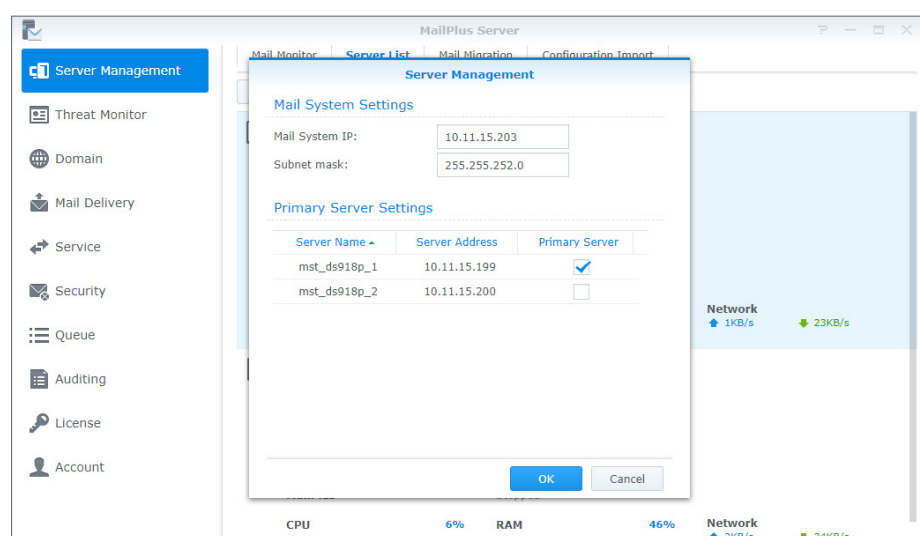 MailPlus Server
Server Management
Threat Monitor
Domain
Mail Delivery
Service
Security
Queue
Auditing
License
Account
Mail Monitor Server List Mail Migration Configuration Import
Server Management
Mail System Settings
Mail System IP: 10.11.15.203
Subnet mask: 255.255.252.0
Primary Server Settings
Server Name Server Address Primary Server
mst_ds918p_1 10.11.15.199
mst_ds918p_2 10.11.15.200
OK Cancel
Network
1KB/s 23KB/s
CPU 6% RAM 46% Network
2KB/s 24KB/s